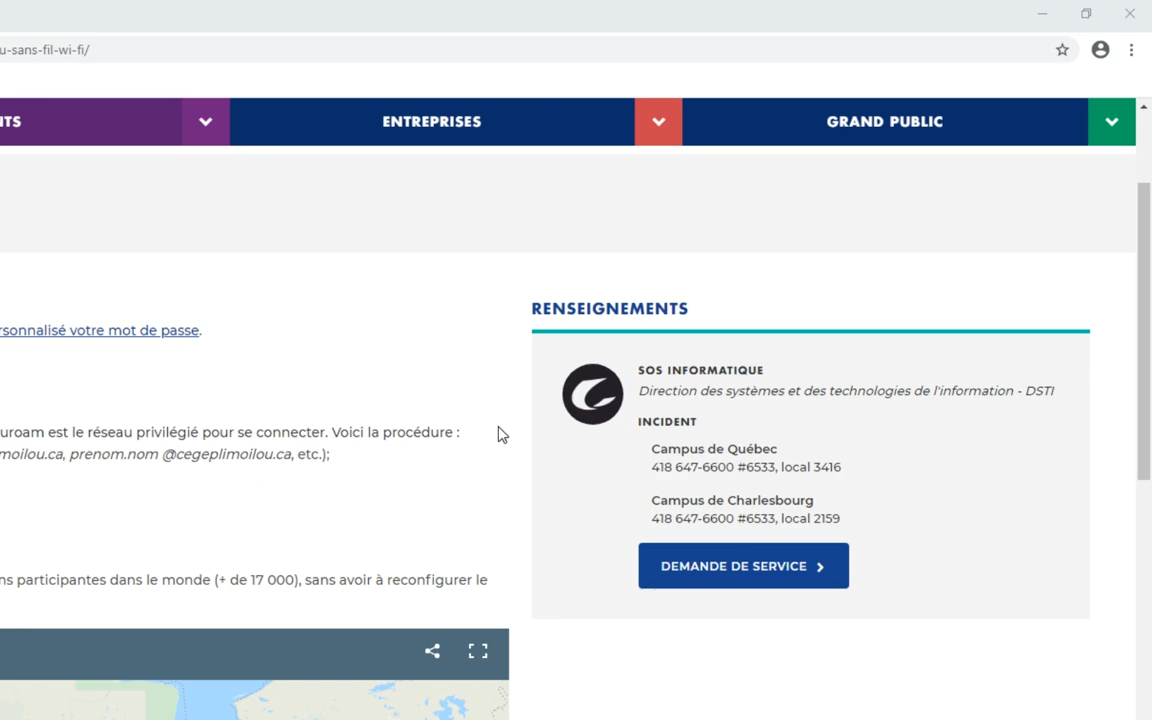 u-sans-fil-wi-fi/
ITS
ENTREPRISES
GRAND PUBLIC
RENSEIGNEMENTS
rsonnalisé votre mot de passe.
SOS INFORMATIQUE
Direction des systèmes et des technologies de l'information - DSTI
INCIDENT
uroam est le réseau privilégié pour se connecter. Voici la procédure :
moilou.ca, prenom.nom @cegeplimoilou.ca, etc.);
Campus de Québec
418 647-6600 #6533, local 3416
Campus de Charlesbourg
418 647-6600 #6533, local 2159
DEMANDE DE SERVICE
ns participantes dans le monde (+ de 17 000), sans avoir à reconfigurer le